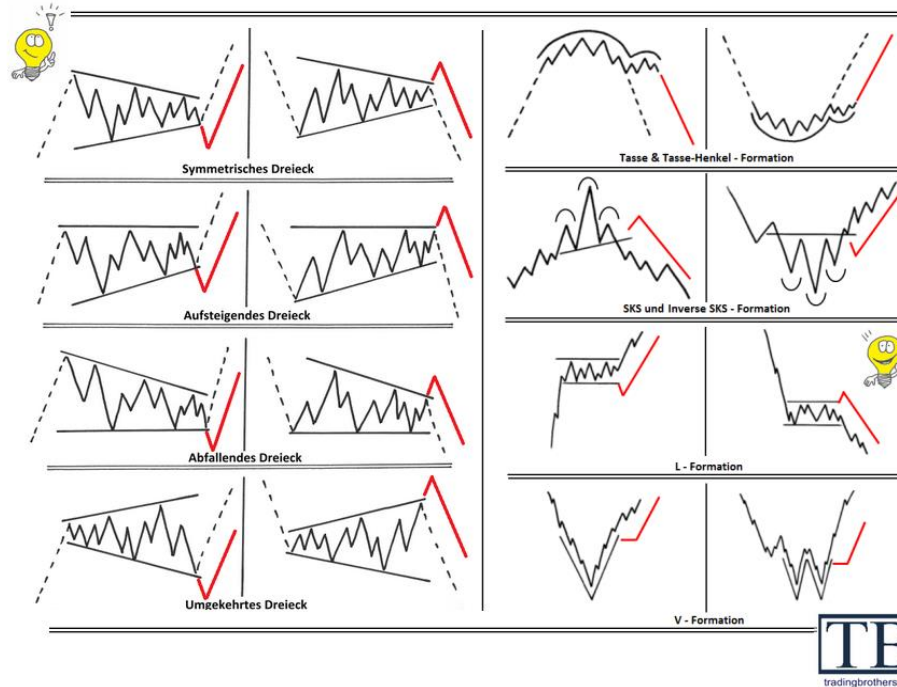 Symmetrisches Dreieck
Aufsteigendes Dreieck
Abfallendes Dreieck
Umgekehrtes Dreieck
Tasse & Tasse-Henkel - Formation
SKS und Inverse SKS - Formation
L - Formation
V - Formation
TB
tradingbrothers